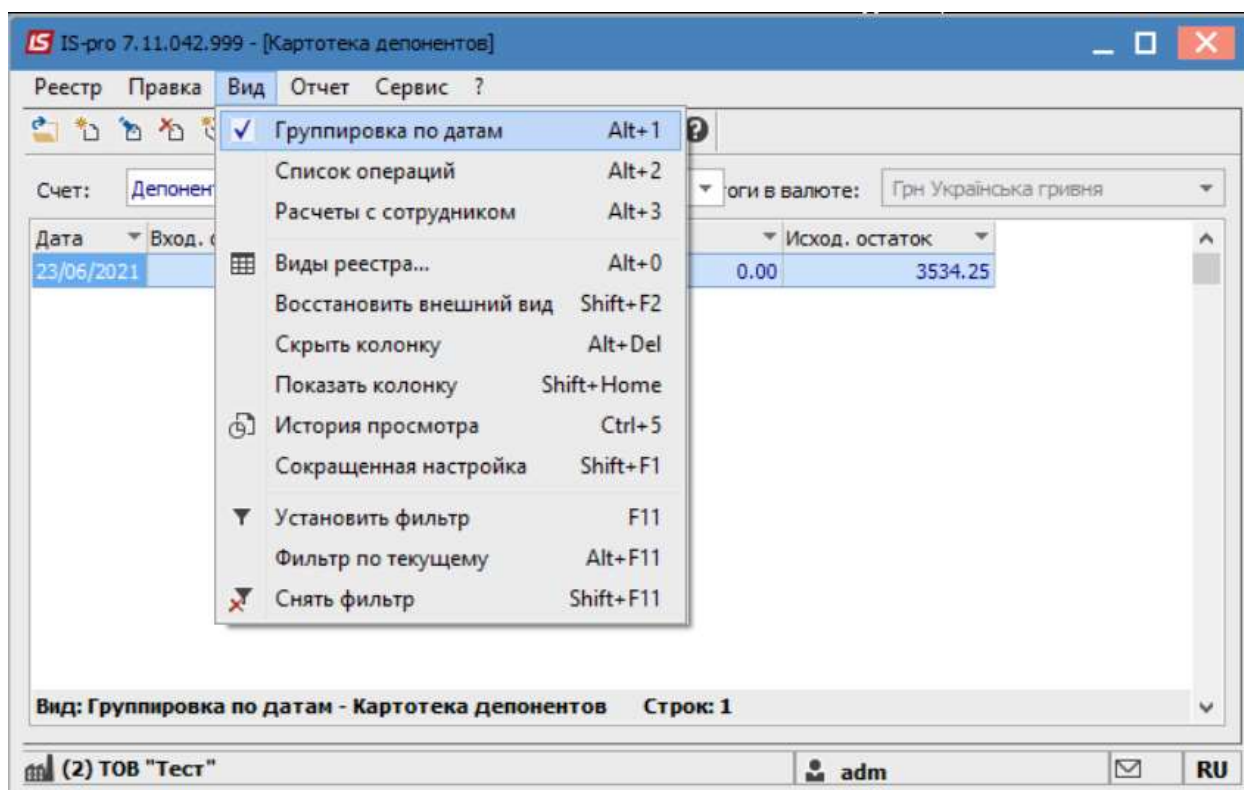 IS-pro 7.11.042.999 - [Картотека депонентов]
Реестр Правка Вид Отчет Сервис ?
Группировка по датам Alt+1
Список операций Alt+2
Счет: в валюте: Грн Українська гривня
Расчеты с сотрудником Alt+3
Дата Вход. Исход. остаток
Виды реестра... Alt+0
23/06/2021 0.00 3534.25
Восстановить внешний вид Shift+F2
Скрыть колонку Alt+Del
Показать колонку Shift+Home
История просмотра Ctrl+5
Сокращенная настройка Shift+F1
Установить фильтр F11
Фильтр по текущему Alt+F11
Снять фильтр Shift+F11
Вид: Группировка по датам - Картотека депонентов Строк: 1
(2) ТОВ "Тест" adm RU